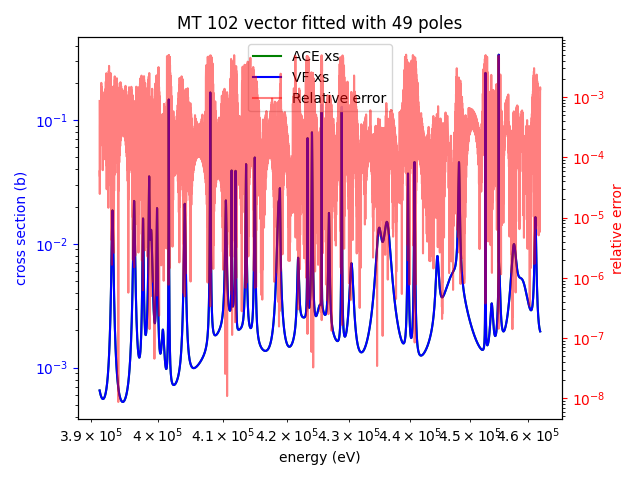 MT 102 vector fitted with 49 poles
ACE xs
VF xs
Relative error
cross section (b)
10⁻¹
10⁻²
10⁻³
10⁻³
10⁻⁴
10⁻⁵
10⁻⁶
10⁻⁷
10⁻⁸
relative error
3.9 × 10⁵ 4 × 10⁵ 4.1 × 10⁵ 4.2 × 10⁵ 4.3 × 10⁵ 4.4 × 10⁵ 4.5 × 10⁵ 4.6 × 10⁵
energy (eV)